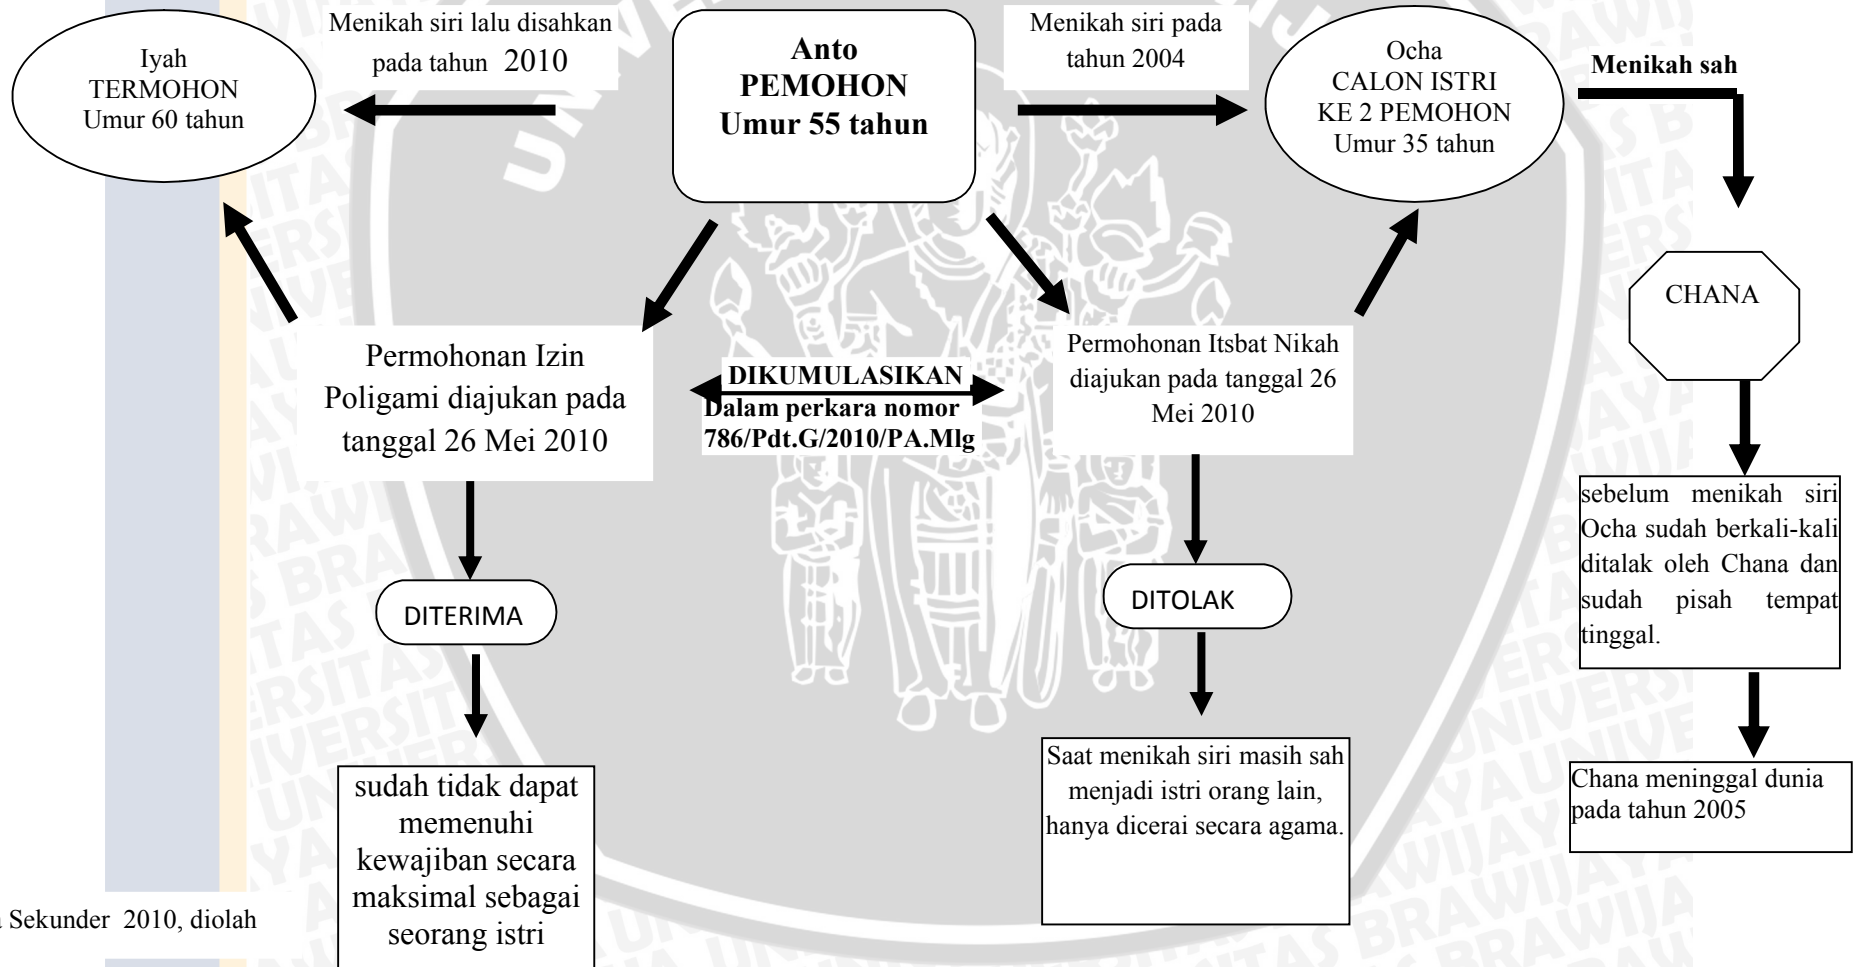 Iyah
TERMOHON
Umur 60 tahun
Menikah siri lalu disahkan
pada tahun 2010
Anto
PEMOHON
Umur 55 tahun
Menikah siri pada
tahun 2004
Ocha
CALON ISTRI
KE 2 PEMOHON
Umur 35 tahun
Menikah sah
CHANA
Permohonan Izin
Poligami diajukan pada
tanggal 26 Mei 2010
DIKUMULASIKAN
Dalam perkara nomor
786/Pdt.G/2010/PA.Mlg
Permohonan Itsbat Nikah
diajukan pada tanggal 26
Mei 2010
sebelum menikah siri
Ocha sudah berkali-kali
ditalak oleh Chana dan
sudah pisah tempat
tinggal.
DITERIMA
DITOLAK
sudah tidak dapat
memenuhi
kewajiban secara
maksimal sebagai
seorang istri
Saat menikah siri masih sah
menjadi istri orang lain,
hanya dicerai secara agama.
Chana meninggal dunia
pada tahun 2005
Sekunder 2010, diolah